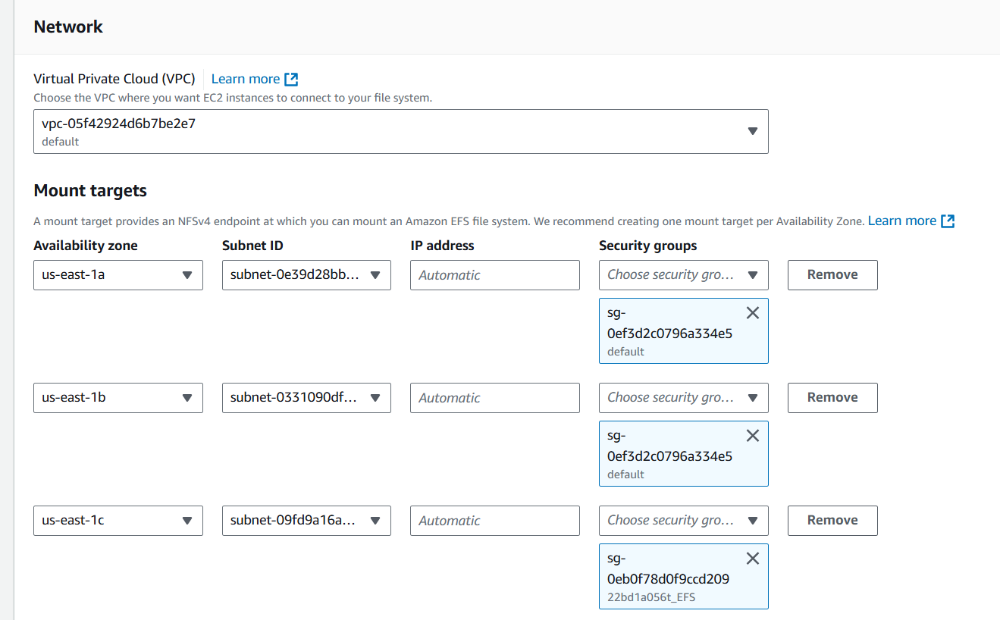 Network
Virtual Private Cloud (VPC) Learn more
Choose the VPC where you want EC2 instances to connect to your file system.
vpc-05f42924d6b7be2e7
default
Mount targets
A mount target provides an NFSv4 endpoint at which you can mount an Amazon EFS file system. We recommend creating one mount target per Availability Zone. Learn more
Availability zone Subnet ID IP address Security groups
us-east-1a subnet-0e39d28bb... Automatic Choose security gro... Remove
sg-
0ef3d2c0796a334e5
default
us-east-1b subnet-0331090df... Automatic Choose security gro... Remove
sg-
0ef3d2c0796a334e5
default
us-east-1c subnet-09fd9a16a... Automatic Choose security gro... Remove
sg-
0eb0f78d0f9ccd209
22bd1a056t_EFS